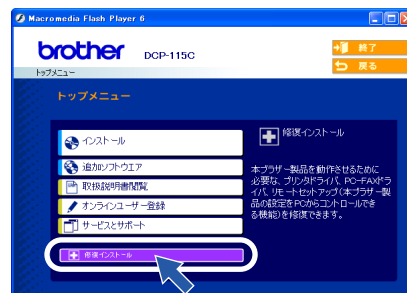 Macromedia Flash Player 6
brother DCP-115C
終了
戻る
トップメニュー
トップメニュー
インストール
追加ソフトウエア
取扱説明書閲覧
オンラインユーザー登録
サービスとサポート
修復インストール
修復インストール
本ブラザー製品を動作させるために
必要な、プリンタドライバ、PC-FAXドラ
イバ、リモートセットアップ(本ブラザー製
品の設定をPCからコントロールでき
る機能)を修復できます。